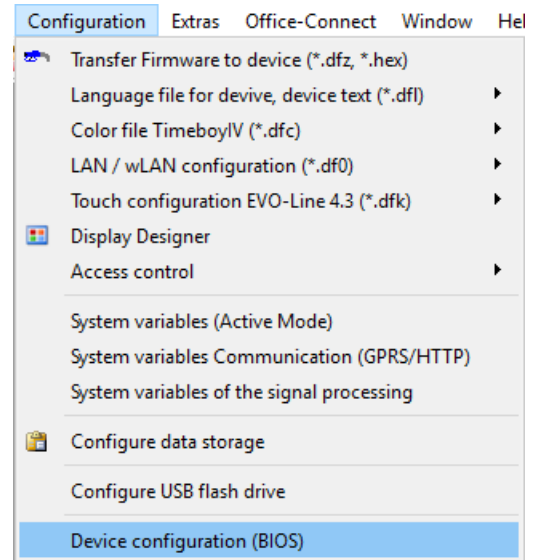 Configuration Extras Office-Connect Window Hel
Transfer Firmware to device (*.dfz, *.hex)
Language file for devive, device text (*.dfl)
Color file TimeboyIV (*.dfc)
LAN / wLAN configuration (*.df0)
Touch configuration EVO-Line 4.3 (*.dfk)
Display Designer
Access control
System variables (Active Mode)
System variables Communication (GPRS/HTTP)
System variables of the signal processing
Configure data storage
Configure USB flash drive
Device configuration (BIOS)